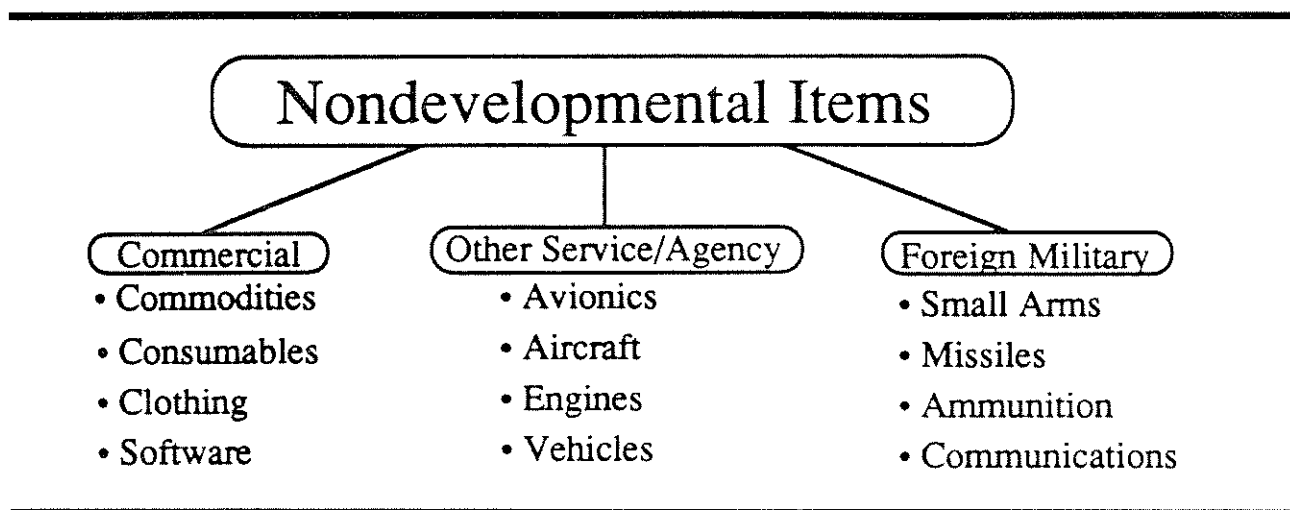 Nondevelopmental Items
Commercial
• Commodities
• Consumables
• Clothing
• Software
Other Service/Agency
• Avionics
• Aircraft
• Engines
• Vehicles
Foreign Military
• Small Arms
• Missiles
• Ammunition
• Communications